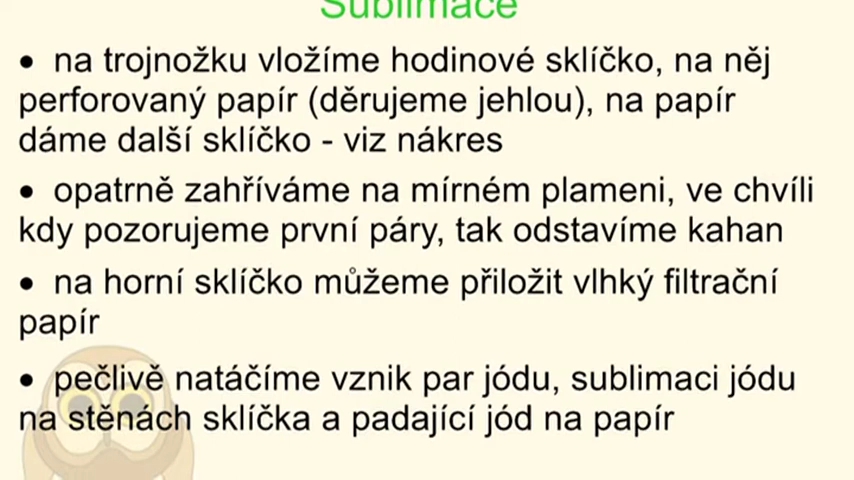 Sublimace
• na trojnožku vložíme hodinové sklíčko, na něj
perforovaný papír (děrujeme jehlou), na papír
dáme další sklíčko - viz nákres
• opatrně zahříváme na mírném plameni, ve chvíli
kdy pozorujeme první páry, tak odstavíme kahan
• na horní sklíčko můžeme přiložit vlhký filtrační
papír
• pečlivě natáčíme vznik par jódu, sublimaci jódu
na stěnách sklíčka a padající jód na papír